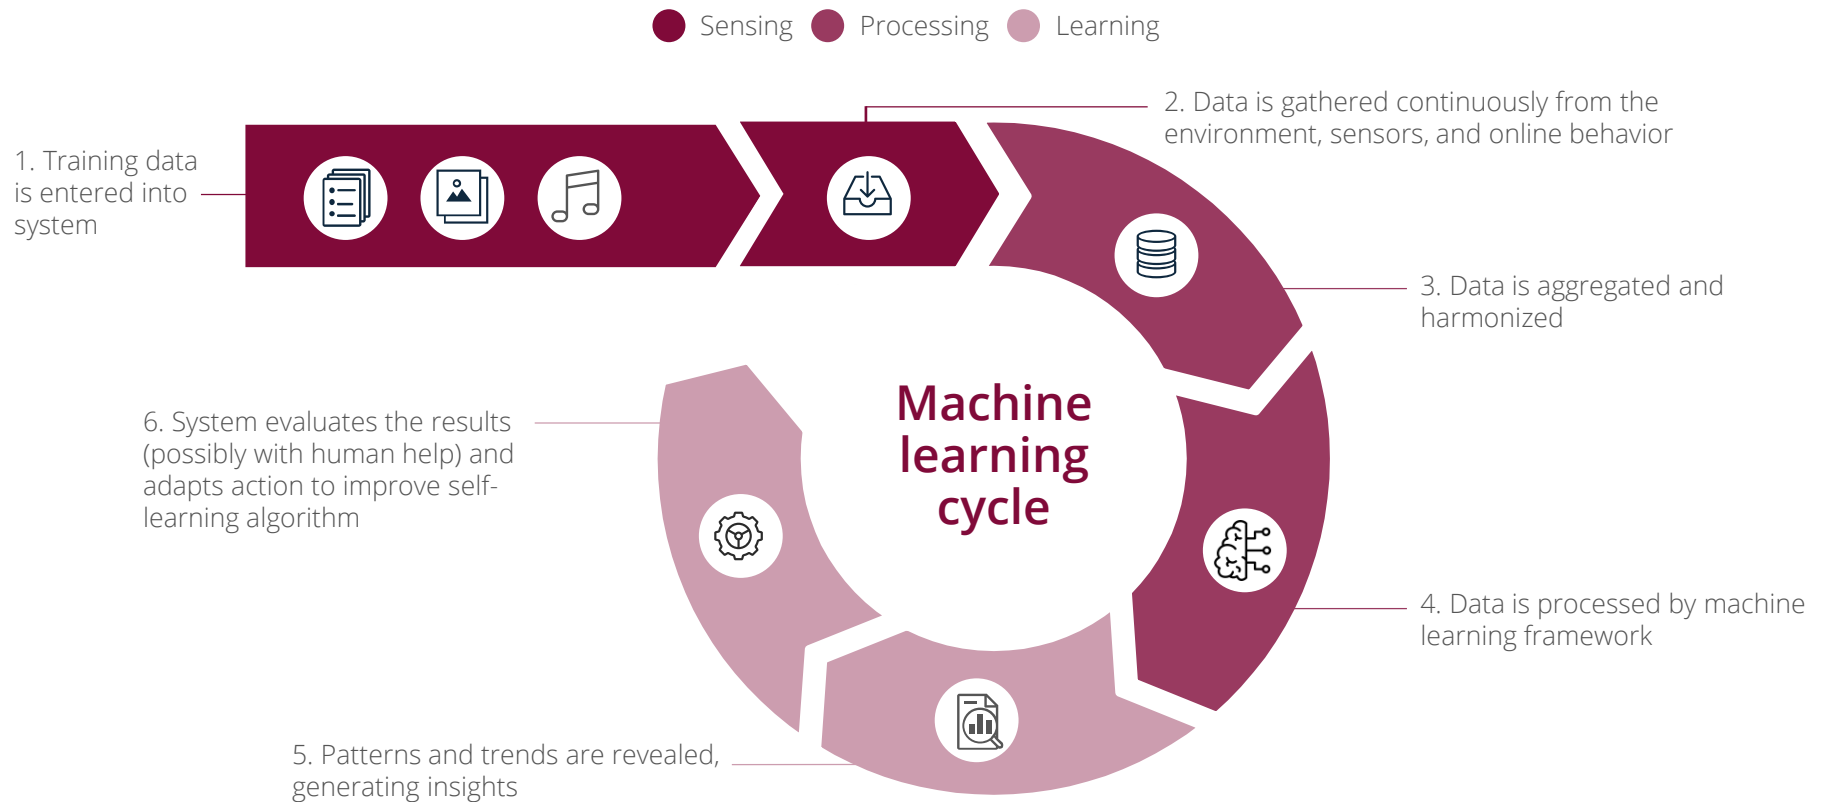 Sensing Processing Learning
1. Training data
is entered into
system
2. Data is gathered continuously from the
environment, sensors, and online behavior
3. Data is aggregated and
harmonized
Machine
learning
cycle
4. Data is processed by machine
learning framework
5. Patterns and trends are revealed,
generating insights
6. System evaluates the results
(possibly with human help) and
adapts action to improve self-
learning algorithm